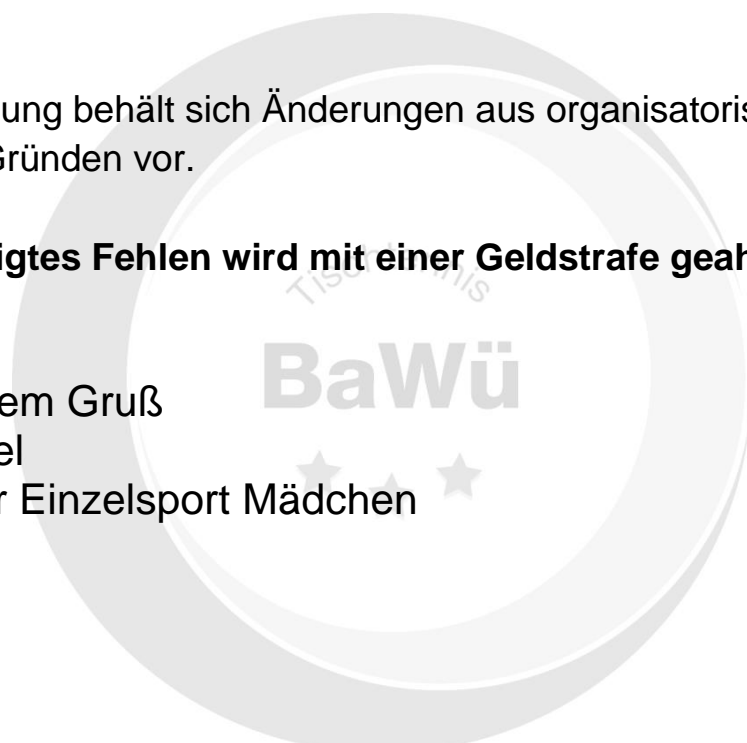 ung behält sich Änderungen aus organisatoris
Gründen vor.
igtes Fehlen wird mit einer Geldstrafe geah
Tischtennis
BaWü
em Gruß
el
r Einzelsport Mädchen